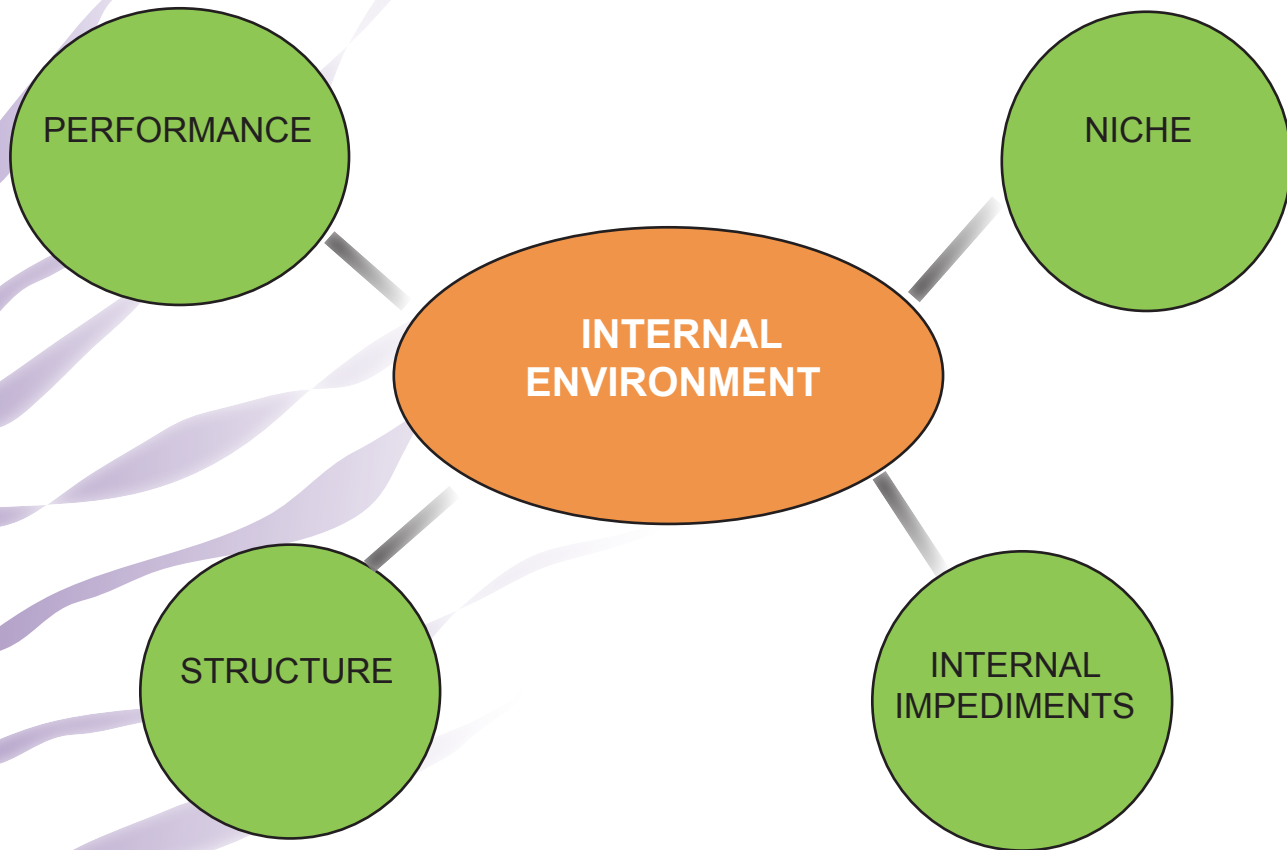 PERFORMANCE
NICHE
INTERNAL
ENVIRONMENT
STRUCTURE
INTERNAL
IMPEDIMENTS